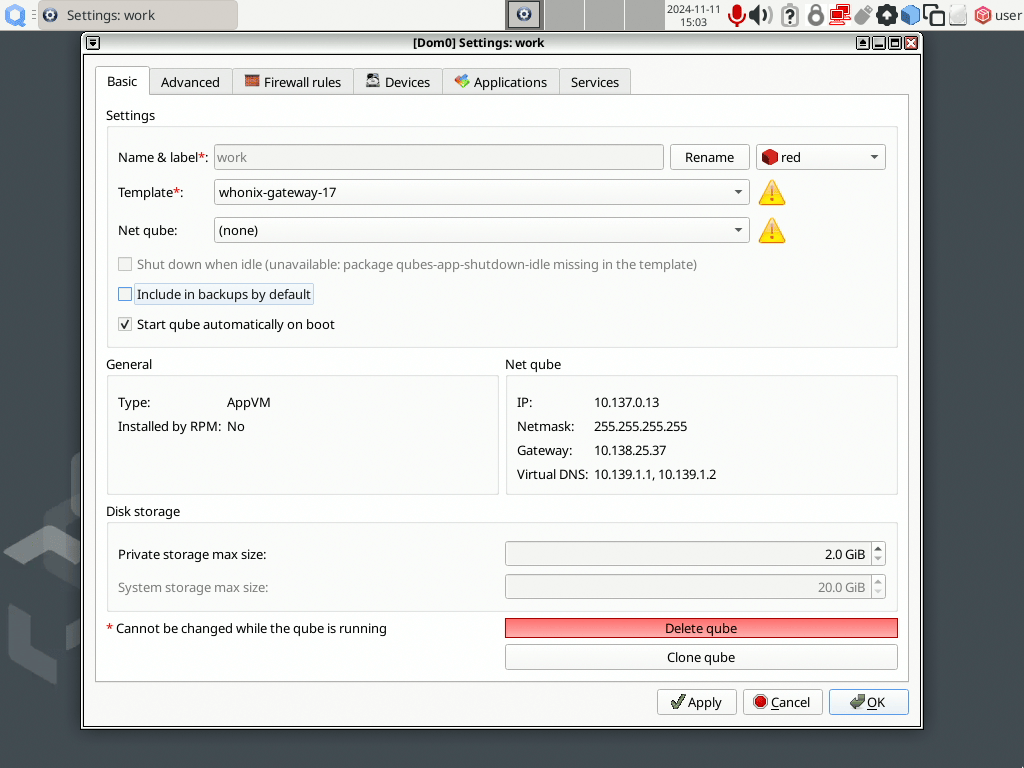 Settings: work
2024-11-11
15:03
user
[Dom0] Settings: work
Basic
Advanced
Firewall rules
Devices
Applications
Services
Settings
Name & label*:
work
Rename
red
Template*:
whonix-gateway-17
Net qube:
(none)
Shut down when idle (unavailable: package qubes-app-shutdown-idle missing in the template)
Include in backups by default
Start qube automatically on boot
General
Type: AppVM
Installed by RPM: No
Net qube
IP: 10.137.0.13
Netmask: 255.255.255.255
Gateway: 10.138.25.37
Virtual DNS: 10.139.1.1, 10.139.1.2
Disk storage
Private storage max size: 2.0 GiB
System storage max size: 20.0 GiB
* Cannot be changed while the qube is running
Delete qube
Clone qube
Apply
Cancel
OK